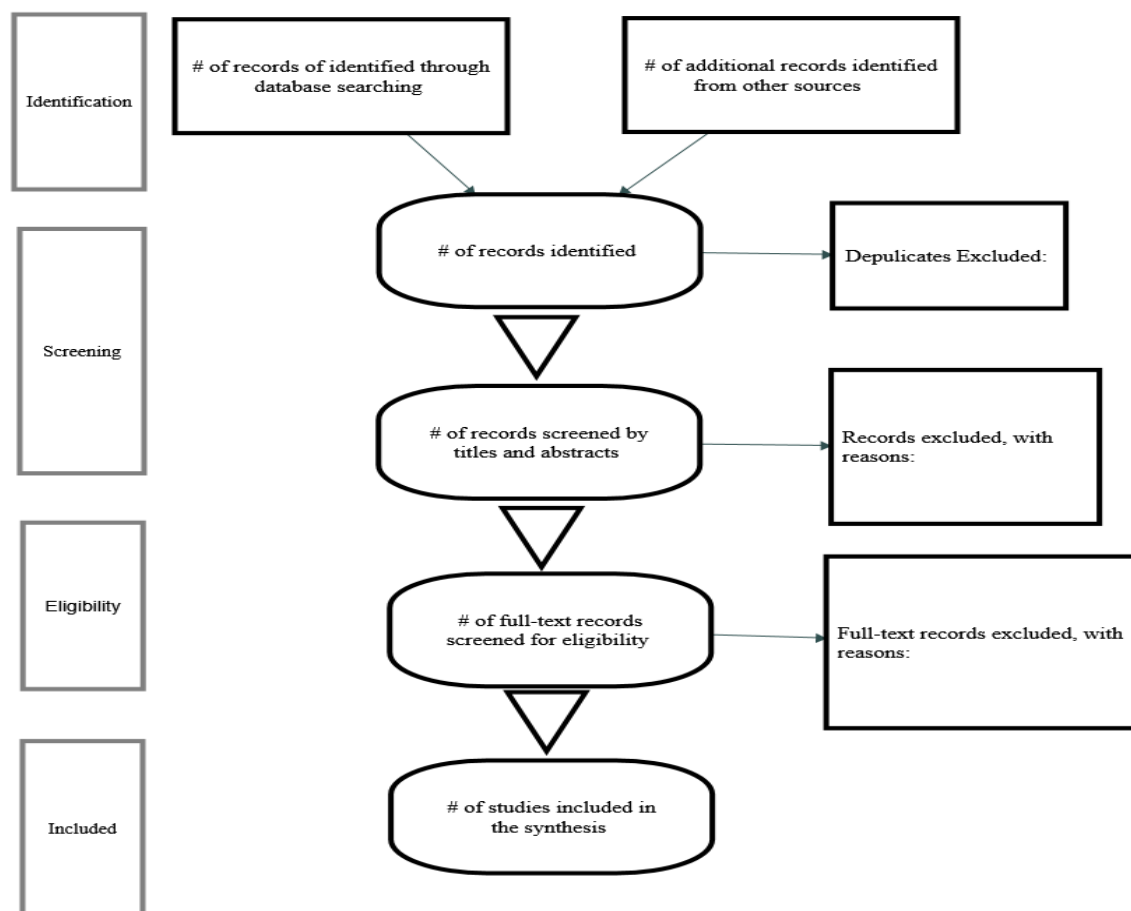 Identification
# of records of identified through
database searching
# of additional records identified
from other sources
# of records identified
Depulicates Excluded:
Screening
# of records screened by
titles and abstracts
Records excluded, with
reasons:
Eligibility
# of full-text records
screened for eligibility
Full-text records excluded, with
reasons:
Included
# of studies included in
the synthesis